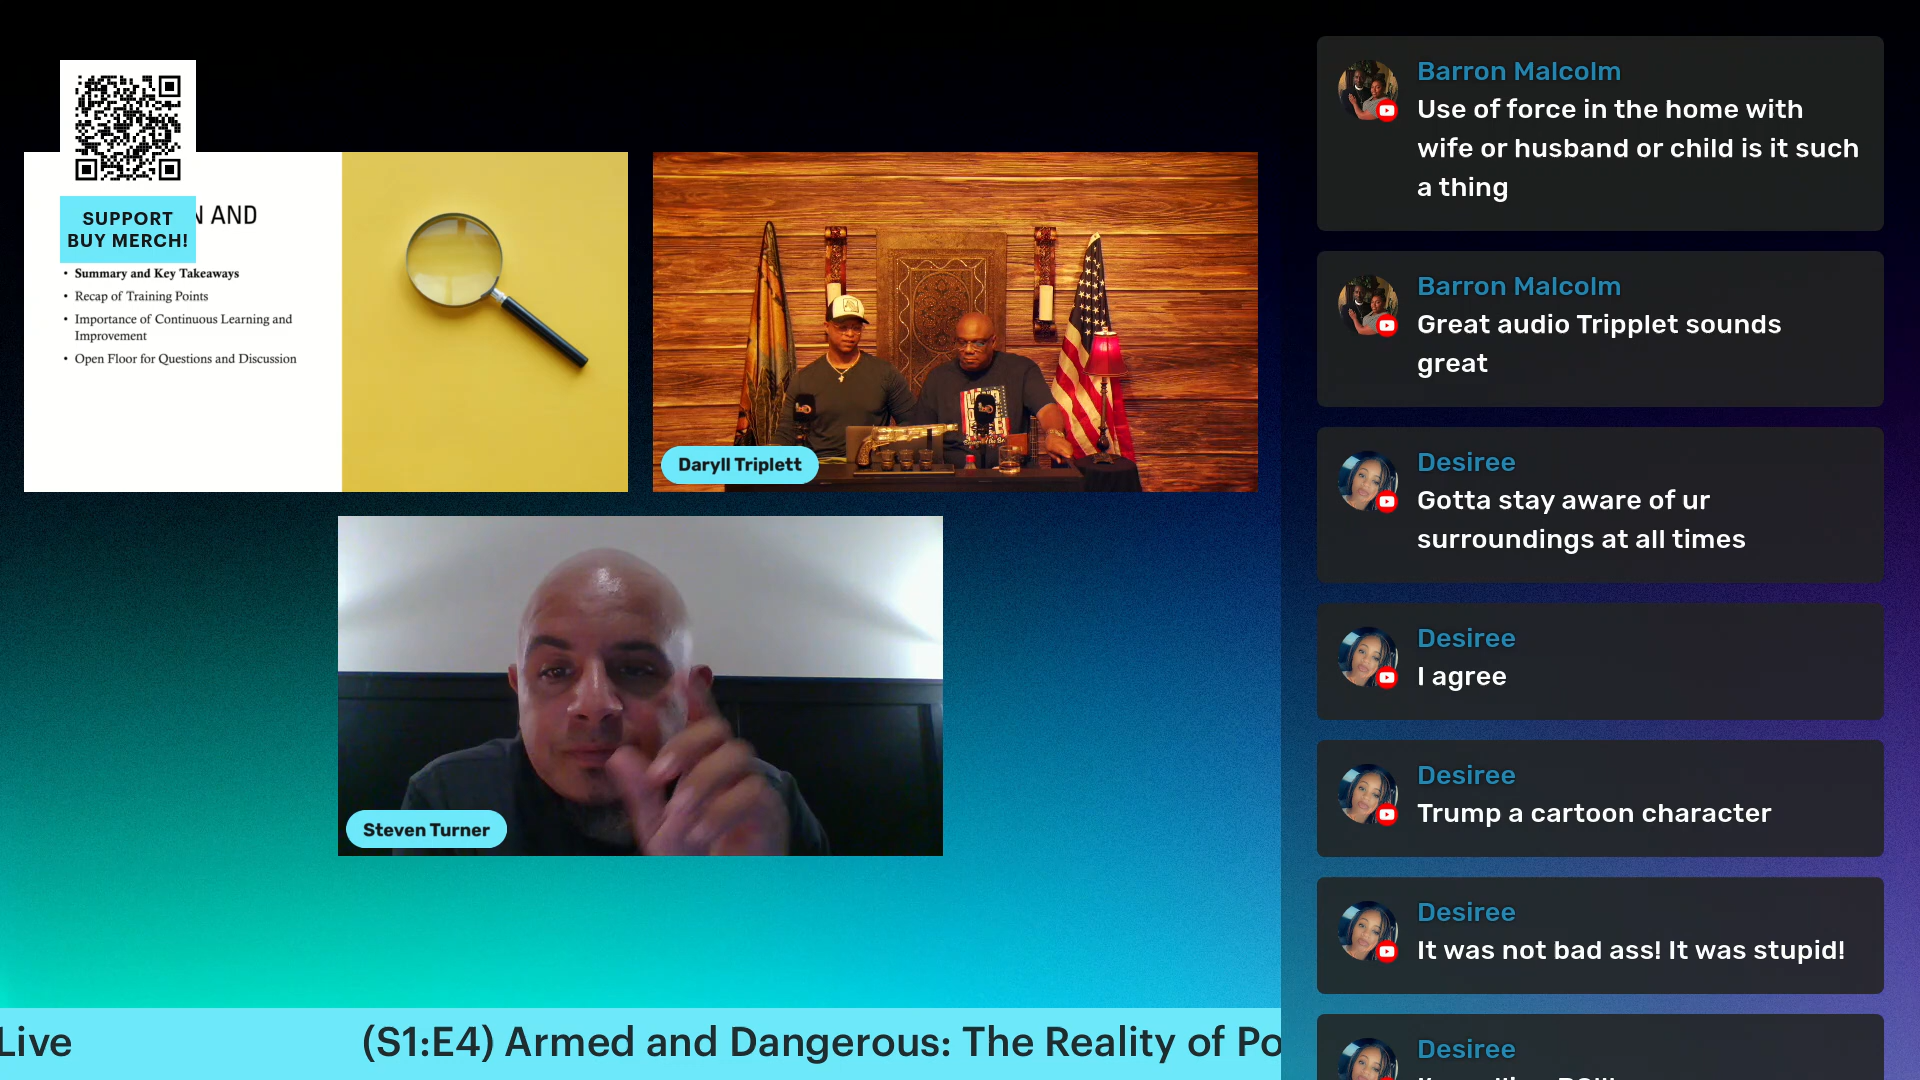 SUPPORT
BUY MERCH!
N AND
• Summary and Key Takeaways
• Recap of Training Points
• Importance of Continuous Learning and
Improvement
• Open Floor for Questions and Discussion
Daryll Triplett
Steven Turner
Live
(S1:E4) Armed and Dangerous: The Reality of Po
Barron Malcolm
Use of force in the home with
wife or husband or child is it such
a thing
Barron Malcolm
Great audio Tripplet sounds
great
Desiree
Gotta stay aware of ur
surroundings at all times
Desiree
I agree
Desiree
Trump a cartoon character
Desiree
It was not bad ass! It was stupid!
Desiree